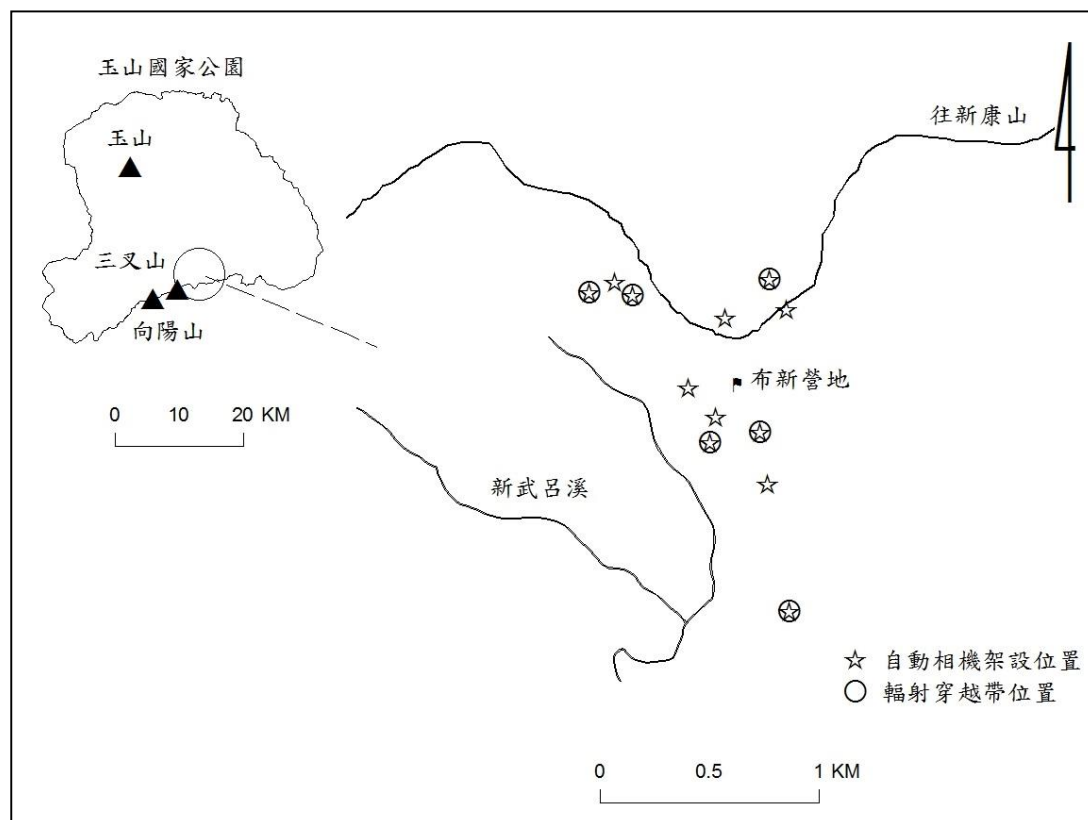 玉山國家公園
玉山
三叉山
向陽山
0 10 20 KM
往新康山
布新營地
新武呂溪
自動相機架設位置
輻射穿越帶位置
0 0.5 1 KM